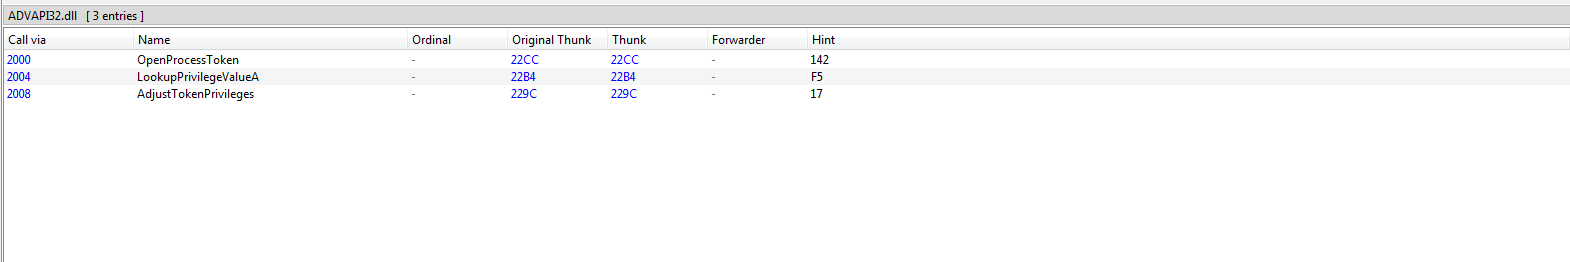 ADVAPI32.dll [ 3 entries ]
Call via Name Ordinal Original Thunk Thunk Forwarder Hint
2000 OpenProcessToken - 22CC 22CC - 142
2004 LookupPrivilegeValueA - 22B4 22B4 - F5
2008 AdjustTokenPrivileges - 229C 229C - 17